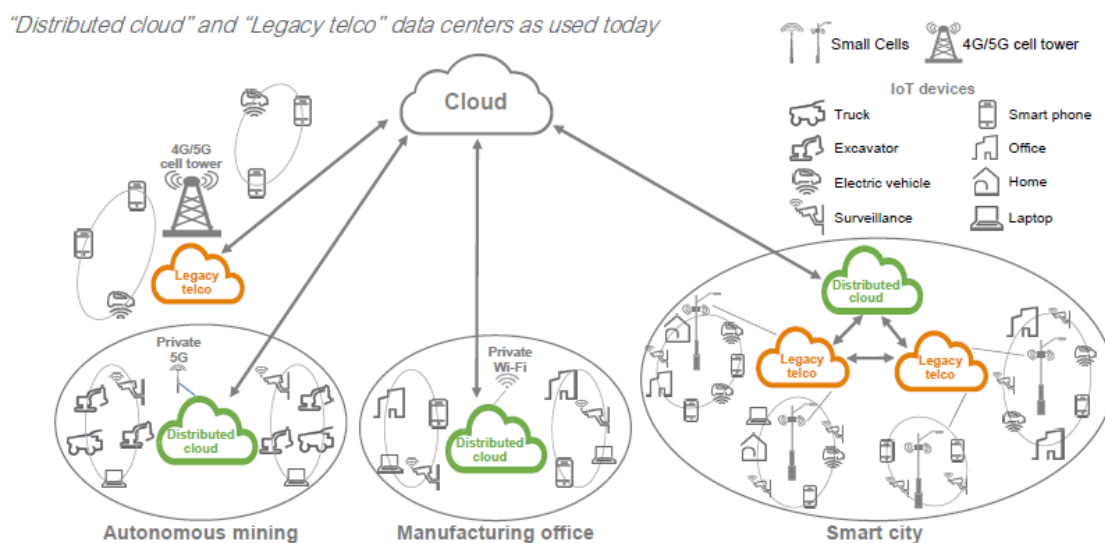 “Distributed cloud” and “Legacy telco” data centers as used today
Small Cells
4G/5G cell tower
IoT devices
Truck
Smart phone
Excavator
Office
Electric vehicle
Home
Surveillance
Laptop
Cloud
4G/5G
cell tower
Legacy
telco
Private
5G
Distributed
cloud
Autonomous mining
Private
Wi-Fi
Distributed
cloud
Manufacturing office
Distributed
cloud
Legacy
telco
Legacy
telco
Smart city